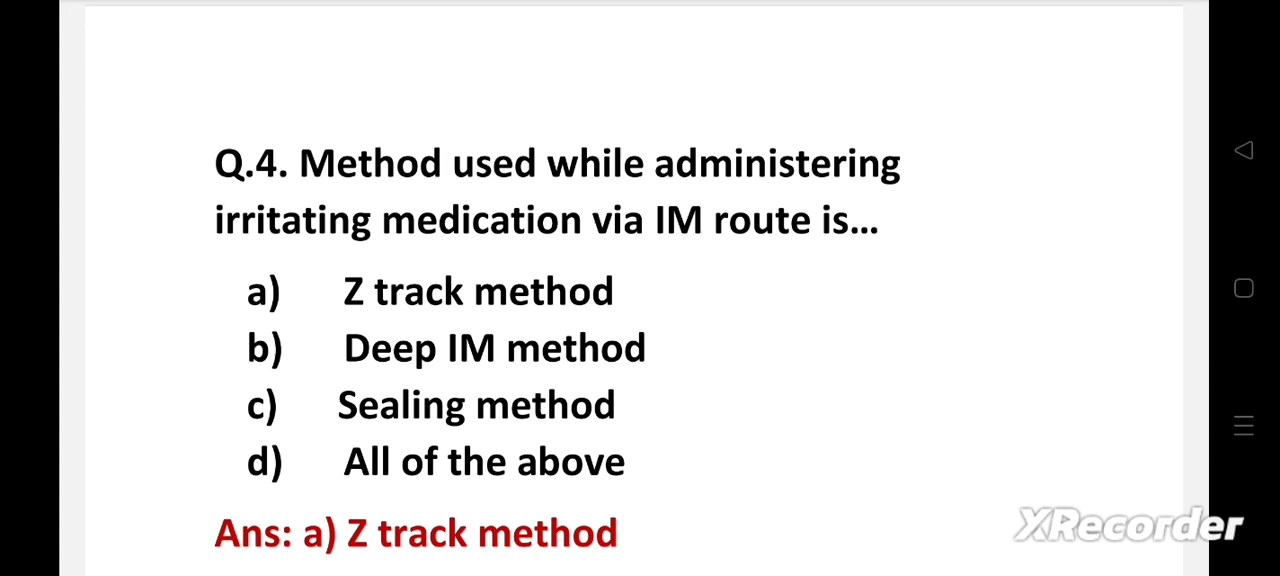 Q.4. Method used while administering
irritating medication via IM route is...
a) Z track method
b) Deep IM method
c) Sealing method
d) All of the above
Ans: a) Z track method
XRecorder